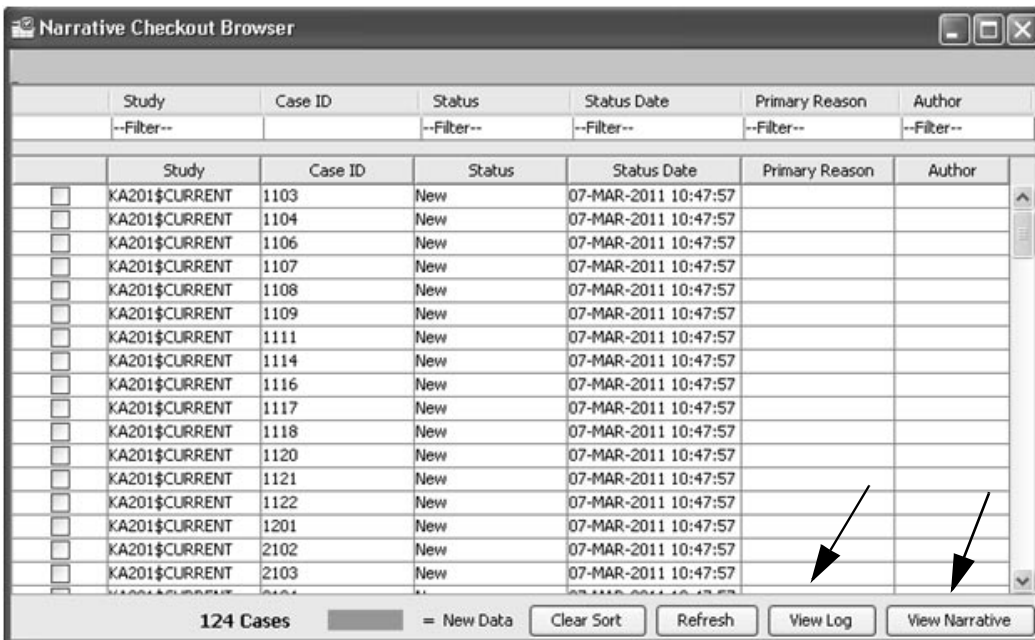 Narrative Checkout Browser
Study Case ID Status Status Date Primary Reason Author
--Filter-- --Filter-- --Filter-- --Filter-- --Filter--
Study Case ID Status Status Date Primary Reason Author
KA201$CURRENT 1103 New 07-MAR-2011 10:47:57
KA201$CURRENT 1104 New 07-MAR-2011 10:47:57
KA201$CURRENT 1106 New 07-MAR-2011 10:47:57
KA201$CURRENT 1107 New 07-MAR-2011 10:47:57
KA201$CURRENT 1108 New 07-MAR-2011 10:47:57
KA201$CURRENT 1109 New 07-MAR-2011 10:47:57
KA201$CURRENT 1111 New 07-MAR-2011 10:47:57
KA201$CURRENT 1114 New 07-MAR-2011 10:47:57
KA201$CURRENT 1116 New 07-MAR-2011 10:47:57
KA201$CURRENT 1117 New 07-MAR-2011 10:47:57
KA201$CURRENT 1118 New 07-MAR-2011 10:47:57
KA201$CURRENT 1120 New 07-MAR-2011 10:47:57
KA201$CURRENT 1121 New 07-MAR-2011 10:47:57
KA201$CURRENT 1122 New 07-MAR-2011 10:47:57
KA201$CURRENT 1201 New 07-MAR-2011 10:47:57
KA201$CURRENT 2102 New 07-MAR-2011 10:47:57
KA201$CURRENT 2103 New 07-MAR-2011 10:47:57
124 Cases = New Data Clear Sort Refresh View Log View Narrative